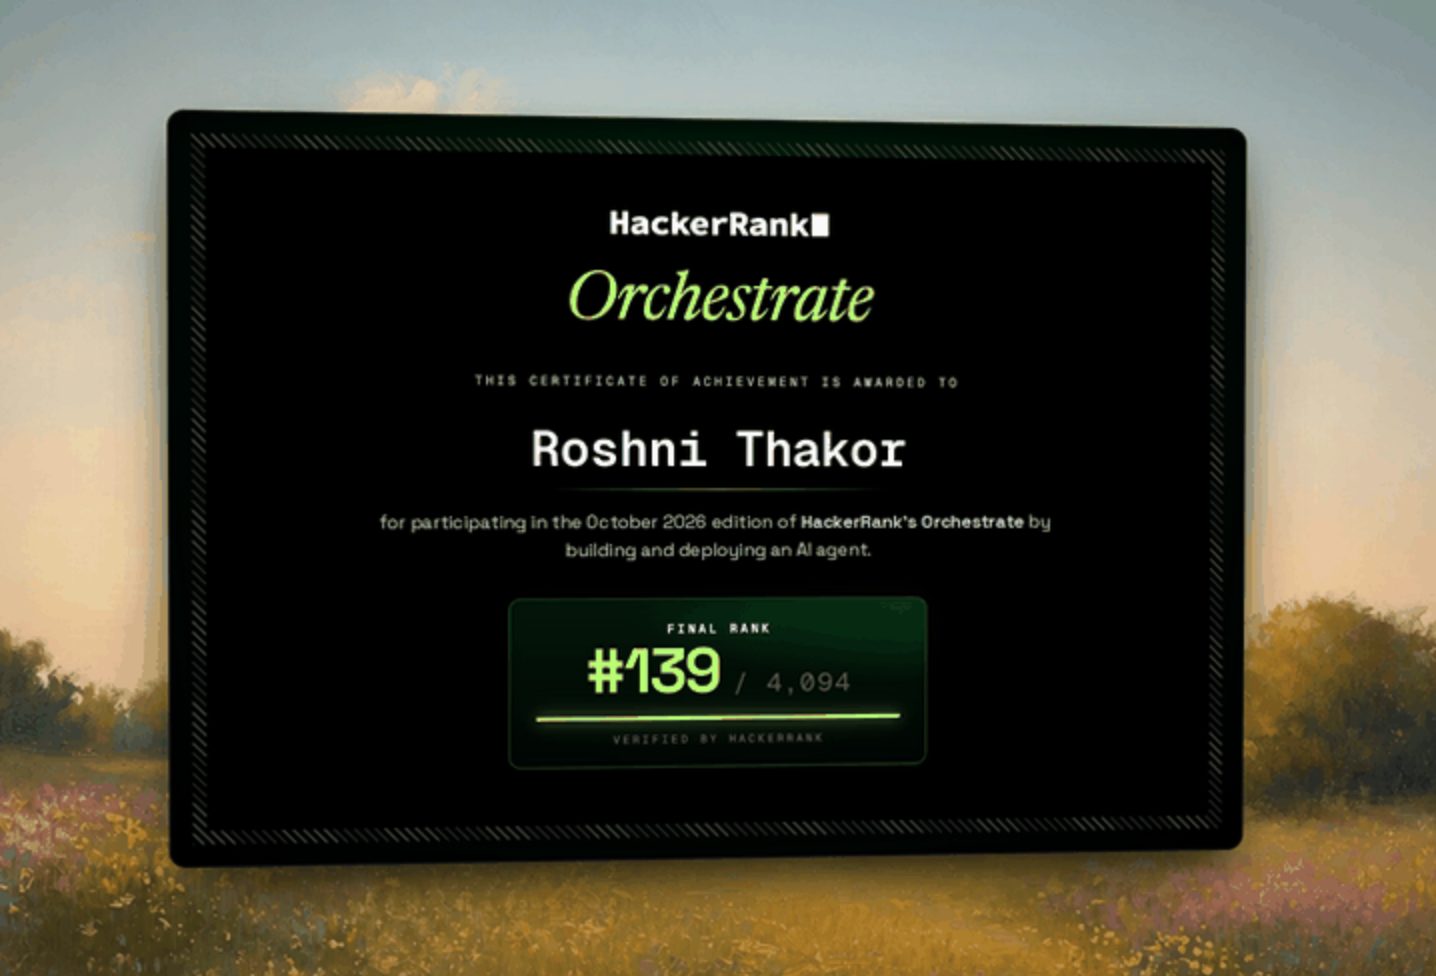 HackerRank
Orchestrate
THIS CERTIFICATE OF ACHIEVEMENT IS AWARDED TO
Roshni Thakor
for participating in the October 2026 edition of HackerRank's Orchestrate by
building and deploying an AI agent.
FINAL RANK
#139 / 4,094
VERIFIED BY HACKERRANK